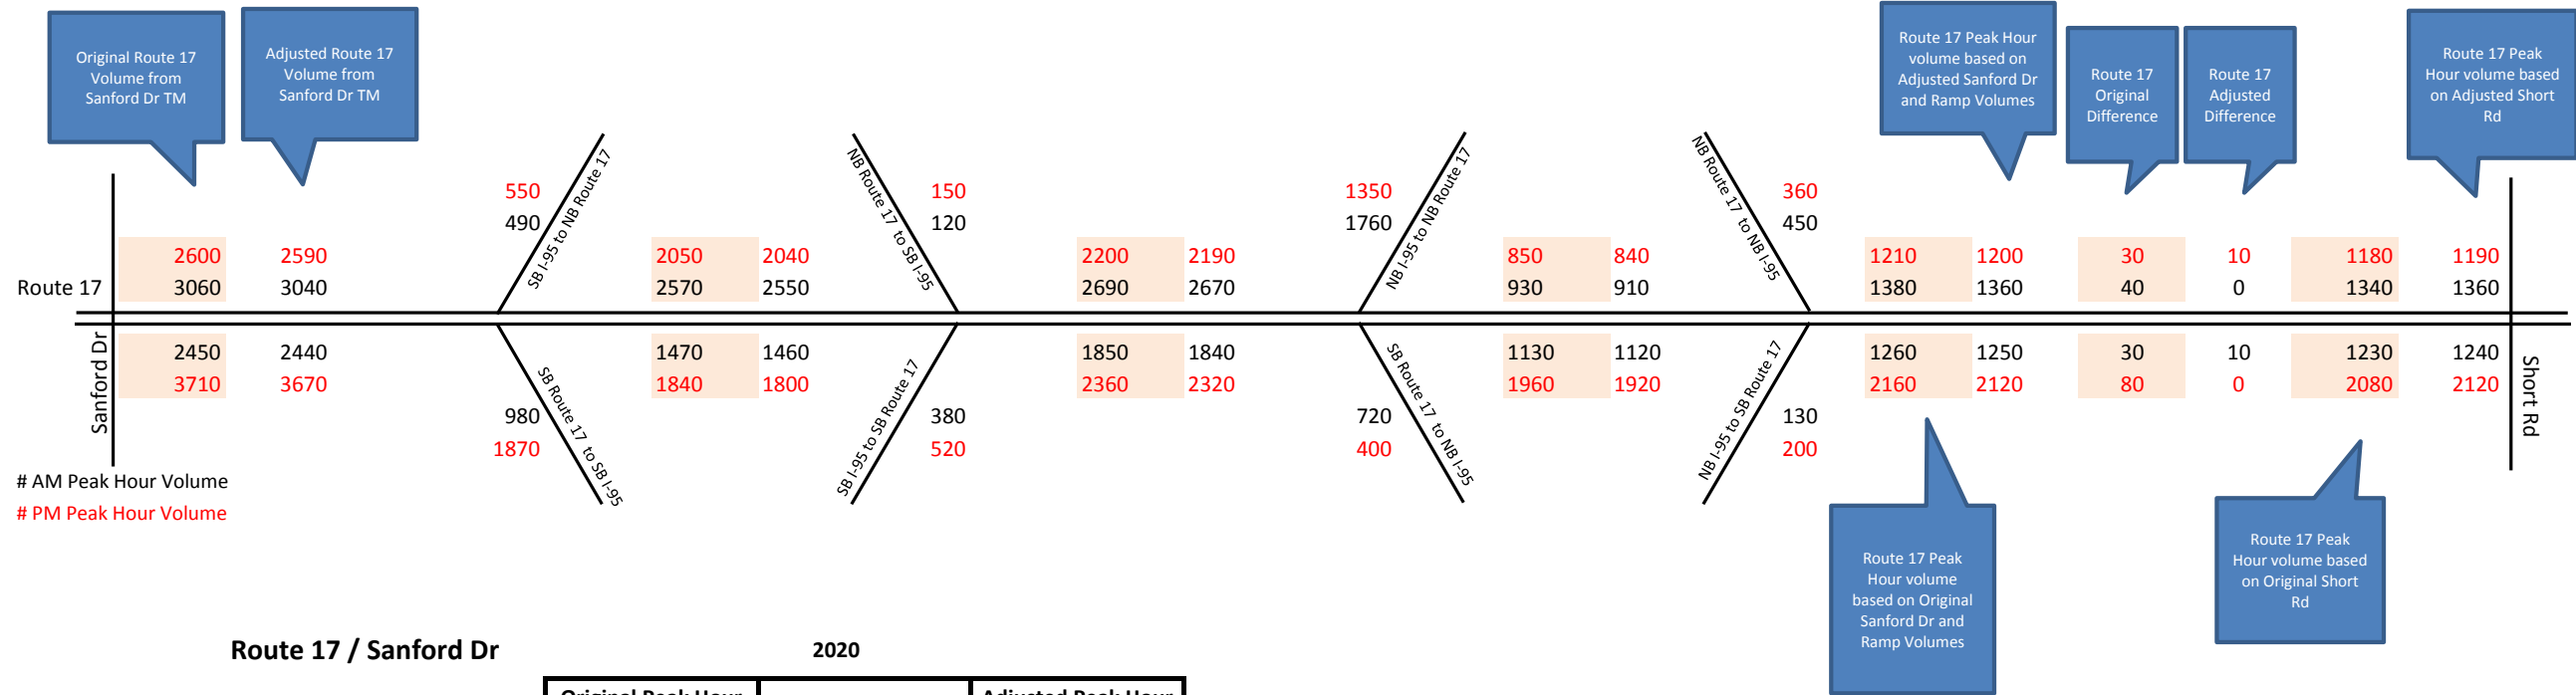 Original Route 17
Volume from
Sanford Dr TM
Adjusted Route 17
Volume from
Sanford Dr TM
Route 17 Peak Hour
volume based on
Adjusted Sanford Dr
and Ramp Volumes
Route 17
Original
Difference
Route 17
Adjusted
Difference
Route 17 Peak
Hour volume based
on Adjusted Short
Rd
SB I-95 to NB Route 17
NB Route 17 to SB I-95
NB I-95 to NB Route 17
NB Route 17 to NB I-95
550 150 1350 360
490 120 1760 450
2600 2590 2050 2040 2200 2190 850 840 1210 1200 30 10 1180 1190
Route 17 3060 3040 2570 2550 2690 2670 930 910 1380 1360 40 0 1340 1360
Sanford Dr
2450 2440 1470 1460 1850 1840 1130 1120 1260 1250 30 10 1230 1240
3710 3670 1840 1800 2360 2320 1960 1920 2160 2120 80 0 2080 2120
Short Rd
SB Route 17 to SB I-95
SB I-95 to SB Route 17
SB Route 17 to NB I-95
NB I-95 to SB Route 17
980 380 720 130
1870 520 400 200
# AM Peak Hour Volume
# PM Peak Hour Volume
Route 17 Peak
Hour volume
based on Original
Sanford Dr and
Ramp Volumes
Route 17 Peak
Hour volume based
on Original Short
Rd
Route 17 / Sanford Dr 2020
Original Peak Hour Adjusted Peak Hour